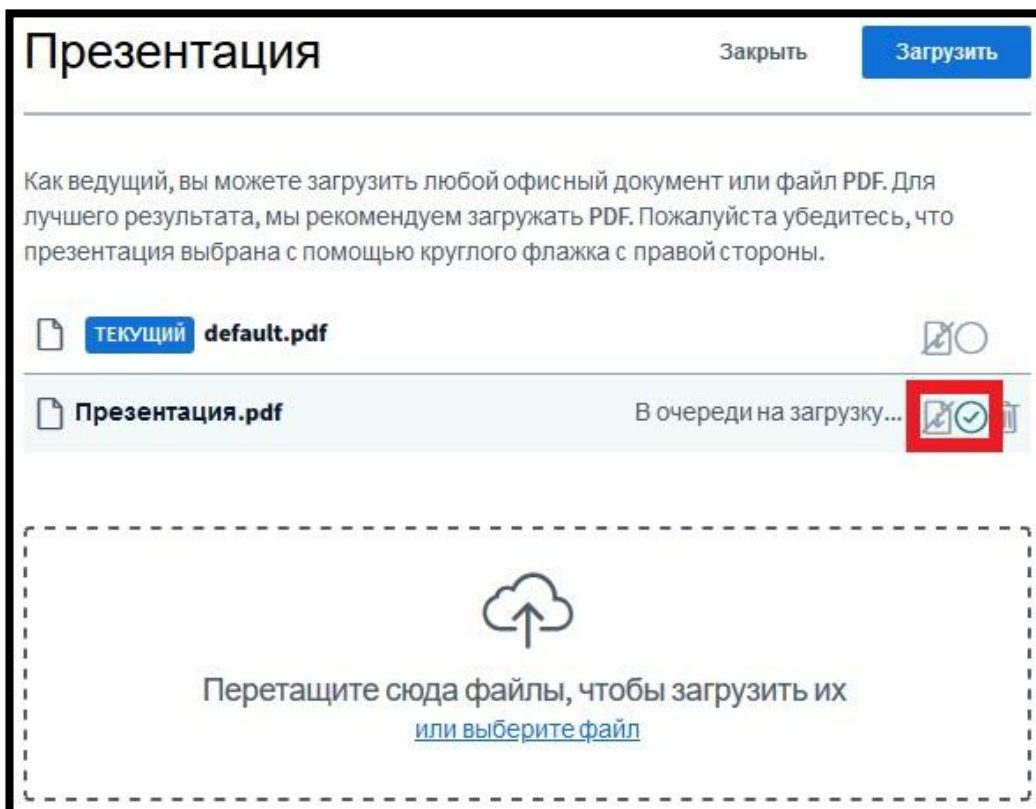 Презентация Закрыть Загрузить
Как ведущий, вы можете загрузить любой офисный документ или файл PDF. Для
лучшего результата, мы рекомендуем загружать PDF. Пожалуйста убедитесь, что
презентация выбрана с помощью круглого флажка с правой стороны.
ТЕКУЩИЙ default.pdf
Презентация.pdf В очереди на загрузку...
Перетащите сюда файлы, чтобы загрузить их
или выберите файл